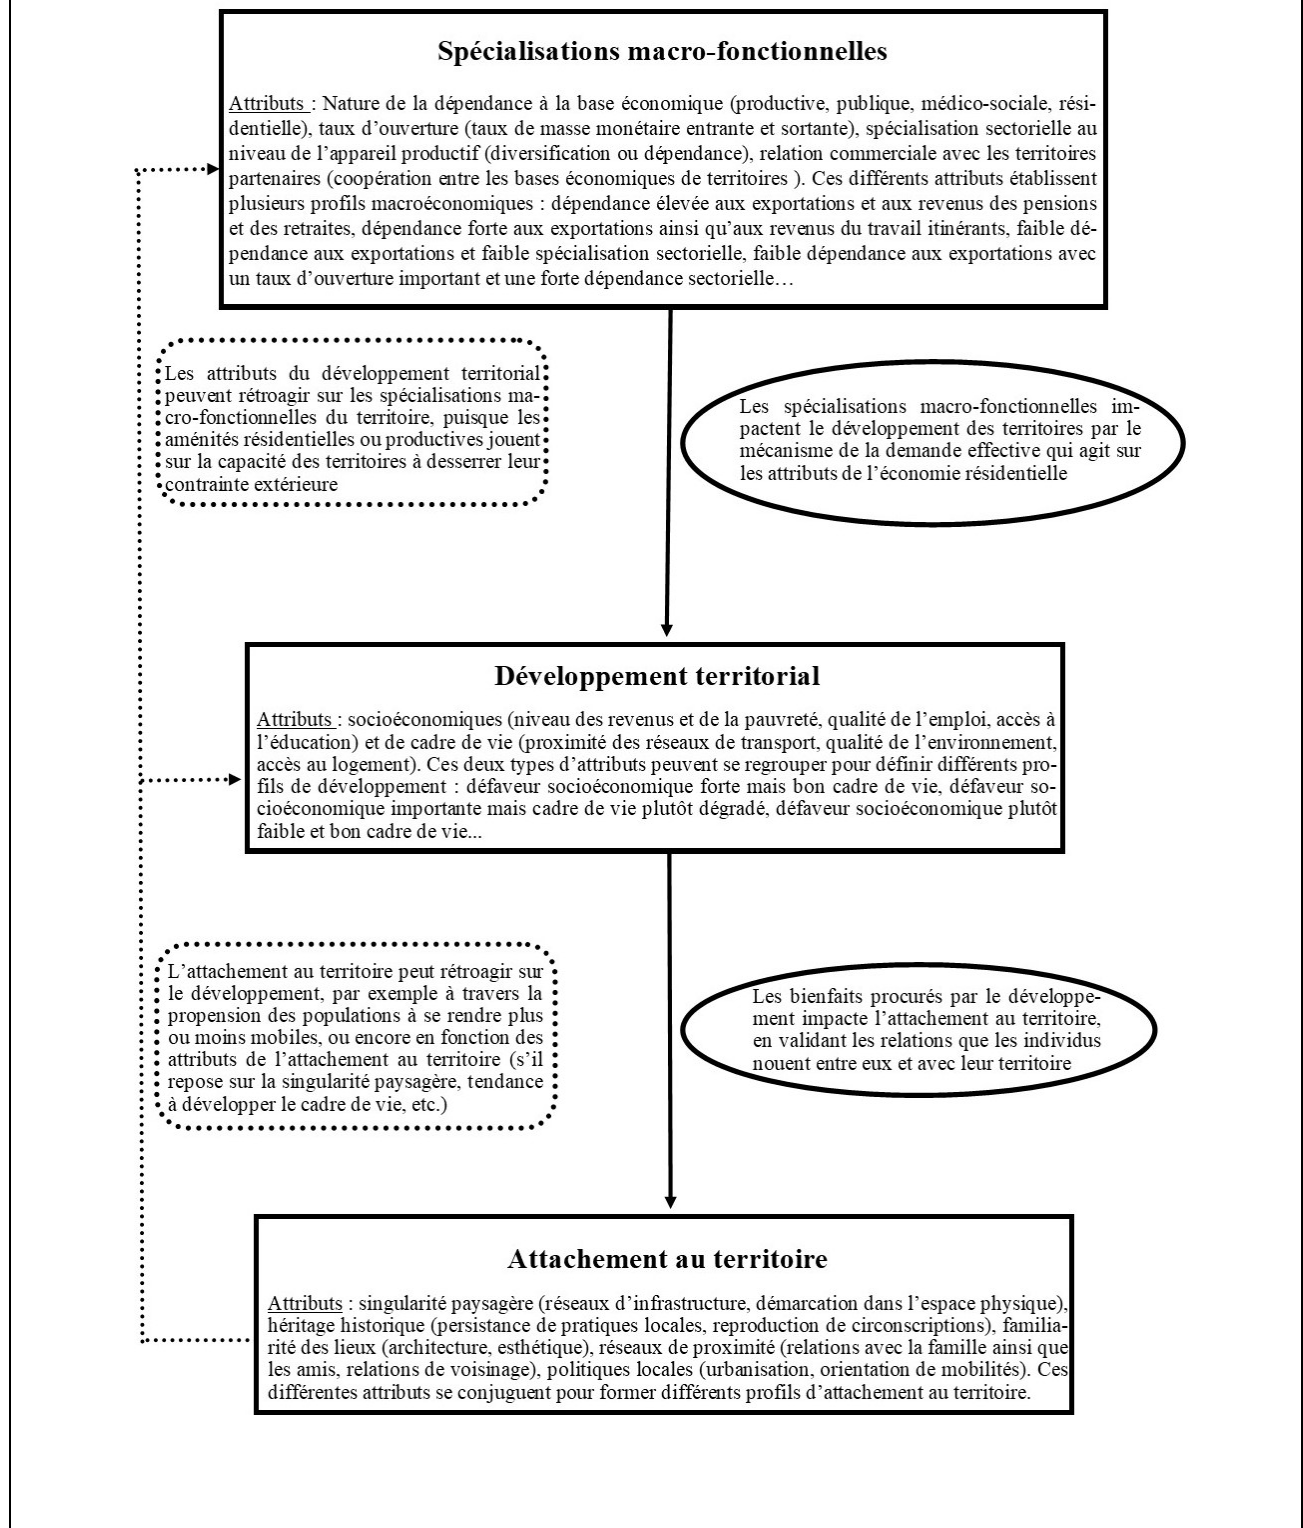 Spécialisations macro-fonctionnelles
Attributs : Nature de la dépendance à la base économique (productive, publique, médico-sociale, rési-
dentielle), taux d’ouverture (taux de masse monétaire entrante et sortante), spécialisation sectorielle au
niveau de l’appareil productif (diversification ou dépendance), relation commerciale avec les territoires
partenaires (coopération entre les bases économiques de territoires ). Ces différents attributs établissent
plusieurs profils macroéconomiques : dépendance élevée aux exportations et aux revenus des pensions
et des retraites, dépendance forte aux exportations ainsi qu’aux revenus du travail itinérants, faible dé-
pendance aux exportations et faible spécialisation sectorielle, faible dépendance aux exportations avec
un taux d’ouverture important et une forte dépendance sectorielle…
Les attributs du développement territorial
peuvent rétroagir sur les spécialisations ma-
cro-fonctionnelles du territoire, puisque les
aménités résidentielles ou productives jouent
sur la capacité des territoires à desserrer leur
contrainte extérieure
Les spécialisations macro-fonctionnelles im-
pactent le développement des territoires par le
mécanisme de la demande effective qui agit sur
les attributs de l’économie résidentielle
Développement territorial
Attributs : socioéconomiques (niveau des revenus et de la pauvreté, qualité de l’emploi, accès à
l’éducation) et de cadre de vie (proximité des réseaux de transport, qualité de l’environnement,
accès au logement). Ces deux types d’attributs peuvent se regrouper pour définir différents pro-
fils de développement : défaveur socioéconomique forte mais bon cadre de vie, défaveur so-
cioéconomique importante mais cadre de vie plutôt dégradé, défaveur socioéconomique plutôt
faible et bon cadre de vie...
L’attachement au territoire peut rétroagir sur
le développement, par exemple à travers la
propension des populations à se rendre plus
ou moins mobiles, ou encore en fonction des
attributs de l’attachement au territoire (s’il
repose sur la singularité paysagère, tendance
à développer le cadre de vie, etc.)
Les bienfaits procurés par le développe-
ment impacte l’attachement au territoire,
en validant les relations que les individus
nouent entre eux et avec leur territoire
Attachement au territoire
Attributs : singularité paysagère (réseaux d’infrastructure, démarcation dans l’espace physique),
héritage historique (persistance de pratiques locales, reproduction de circonscriptions), familia-
rité des lieux (architecture, esthétique), réseaux de proximité (relations avec la famille ainsi que
les amis, relations de voisinage), politiques locales (urbanisation, orientation de mobilités). Ces
différentes attributs se conjuguent pour former différents profils d’attachement au territoire.